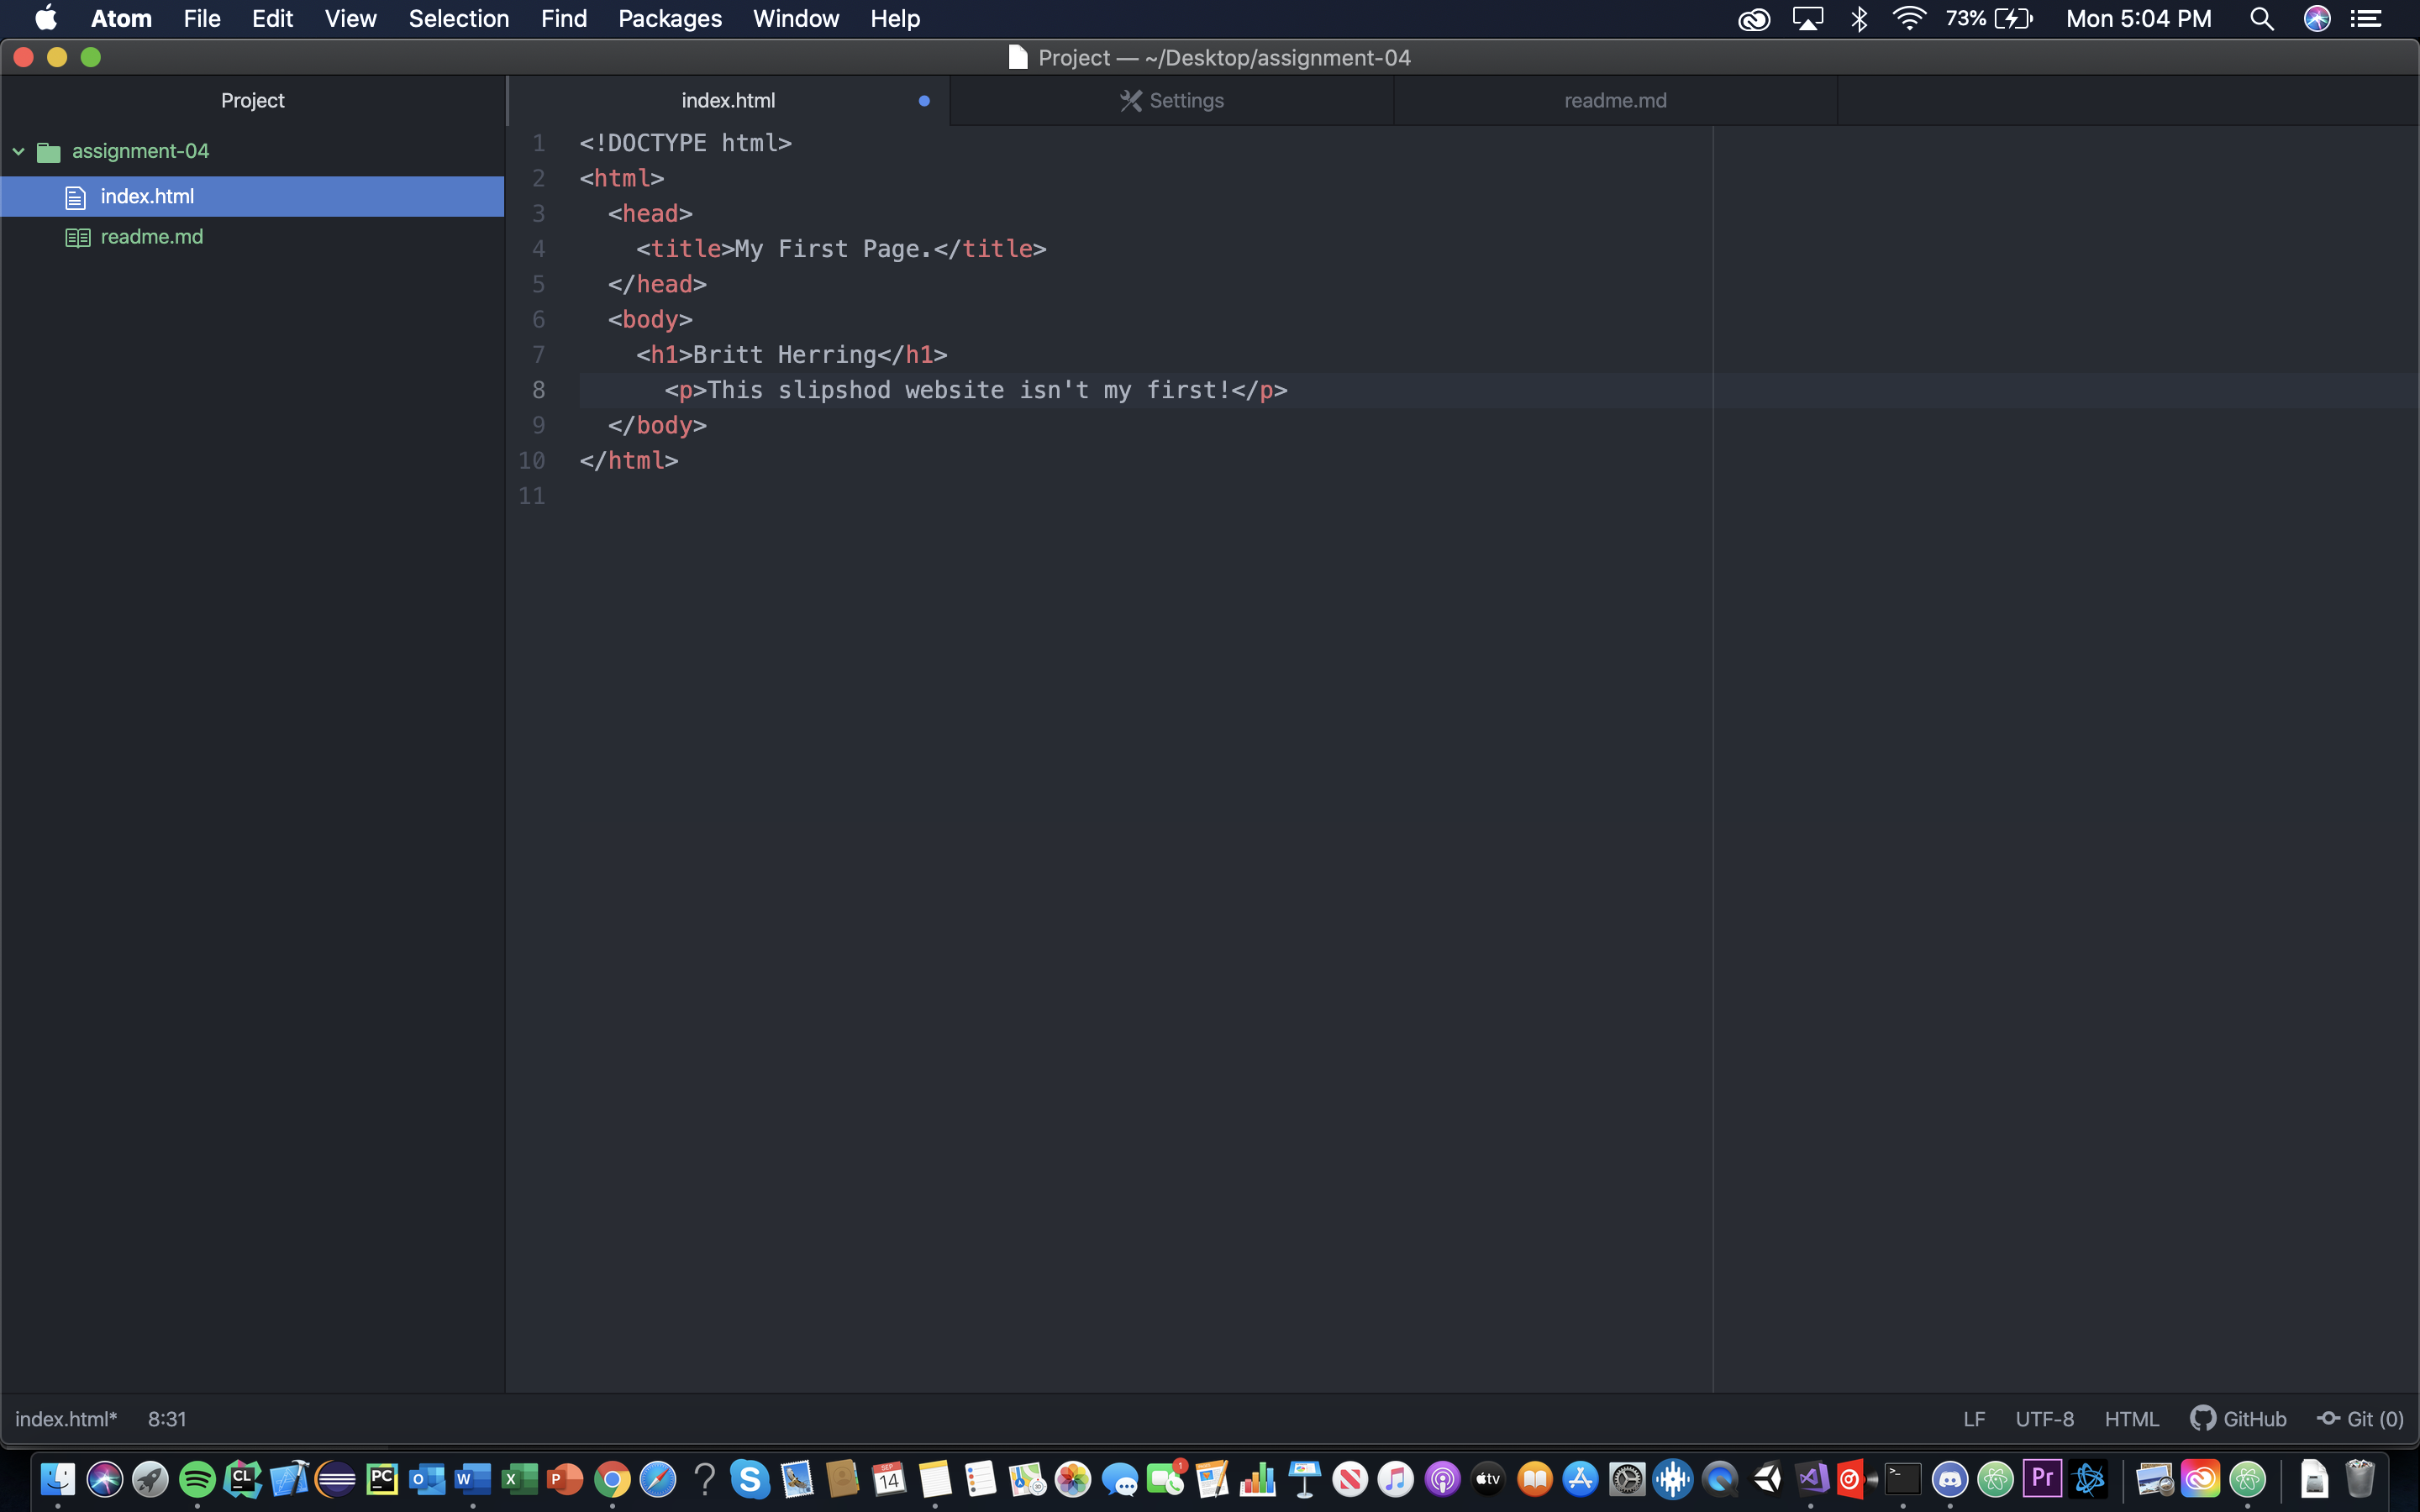 Atom File Edit View Selection Find Packages Window Help 73% Mon 5:04 PM
Project — ~/Desktop/assignment-04
Project
index.html
Settings
readme.md
assignment-04
index.html
readme.md
1 <!DOCTYPE html>
2 <html>
3 <head>
4 <title>My First Page.</title>
5 </head>
6 <body>
7 <h1>Britt Herring</h1>
8 <p>This slipshod website isn't my first!</p>
9 </body>
10 </html>
11
index.html* 8:31 LF UTF-8 HTML GitHub Git (0)
CL PC O W X P ? S SEP 14 1 tv >_ Pr